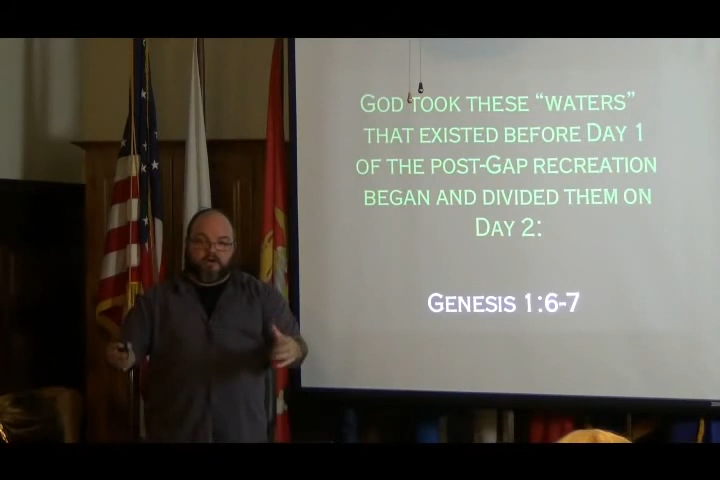 God took these “waters”
that existed before Day 1
of the post-Gap recreation
began and divided them on
Day 2:
Genesis 1:6-7